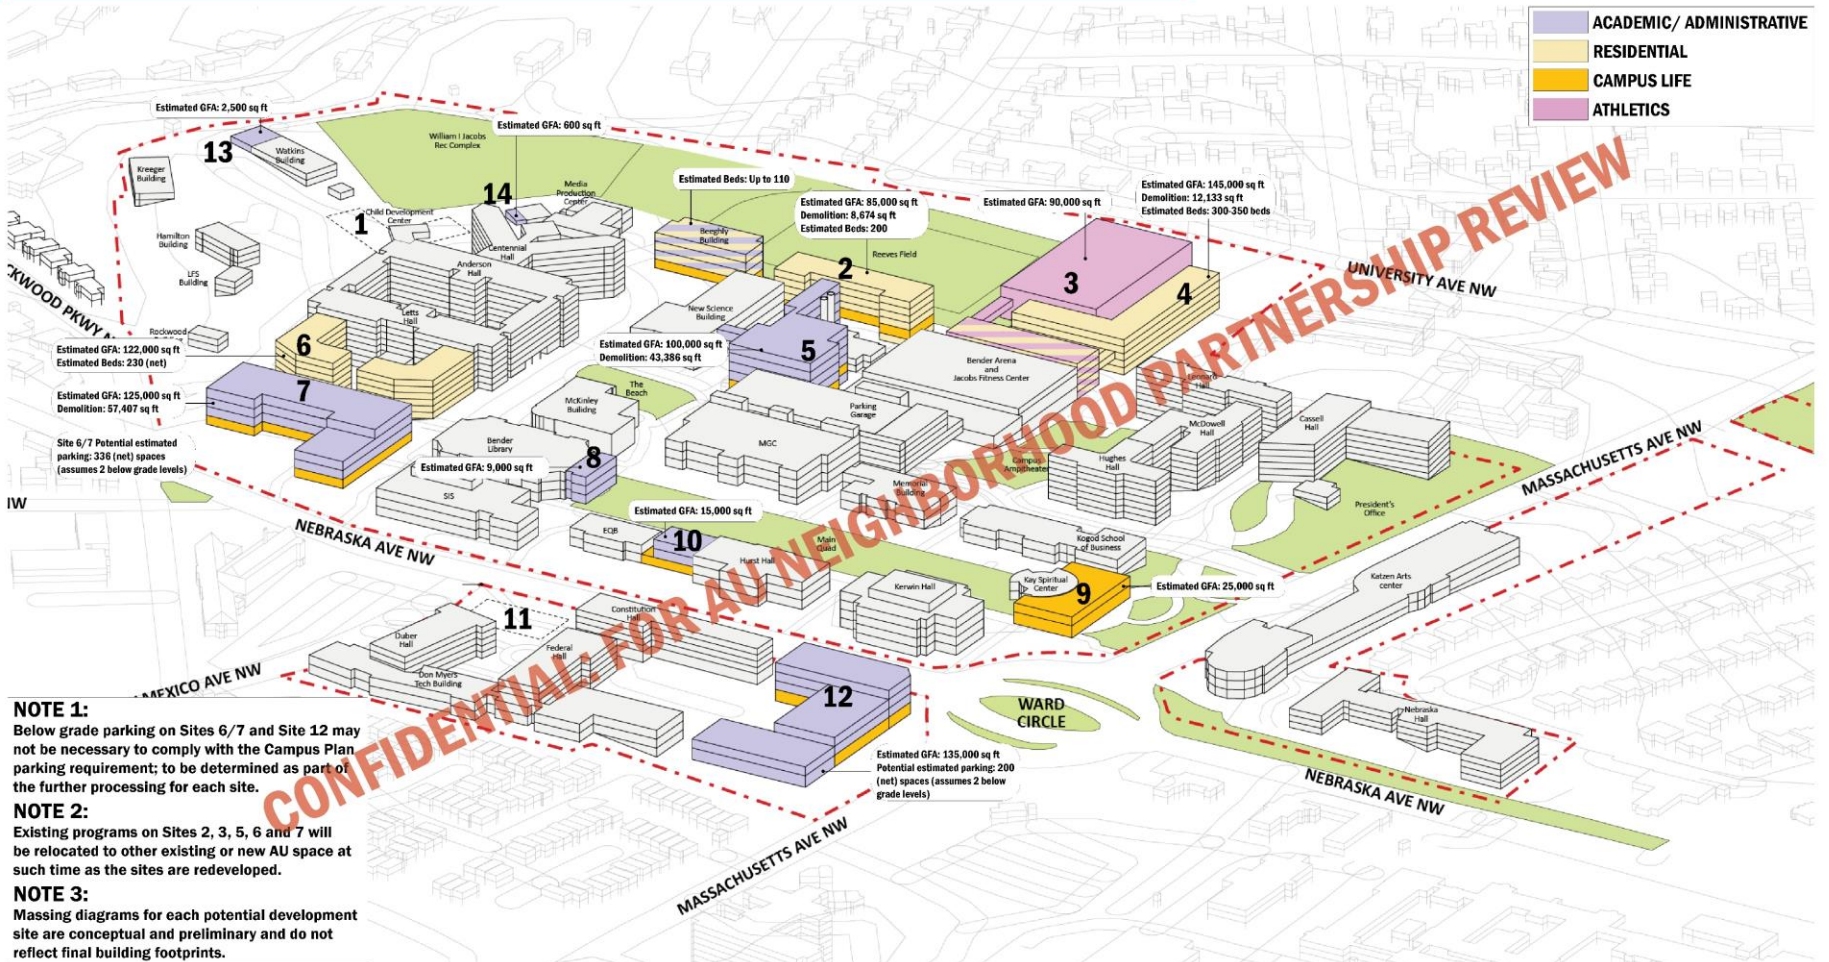 ACADEMIC/ ADMINISTRATIVE
RESIDENTIAL
CAMPUS LIFE
ATHLETICS
Estimated GFA: 2,500 sq ft
13
Watkins
Building
Kreeger
Building
William I Jacobs
Rec Complex
Estimated GFA: 600 sq ft
14
Media
Production
Center
1
Child Development
Center
Hamilton
Building
LFS
Building
Centennial
Hall
Anderson
Hall
Letts
Hall
Estimated Beds: Up to 110
Beeghly
Building
Estimated GFA: 85,000 sq ft
Demolition: 8,674 sq ft
Estimated Beds: 200
Reeves Field
2
Estimated GFA: 90,000 sq ft
3
Estimated GFA: 145,000 sq ft
Demolition: 12,133 sq ft
Estimated Beds: 300-350 beds
4
UNIVERSITY AVE NW
CKWOOD PKWY
Rockwood
New Science
Building
Estimated GFA: 100,000 sq ft
Demolition: 43,386 sq ft
5
Estimated GFA: 122,000 sq ft
Estimated Beds: 230 (net)
6
Estimated GFA: 125,000 sq ft
Demolition: 57,407 sq ft
7
Site 6/7 Potential estimated
parking: 336 (net) spaces
(assumes 2 below grade levels)
The
Beach
McKinley
Building
Bender
Library
Estimated GFA: 9,000 sq ft
8
SIS
Bender Arena
and
Jacobs Fitness Center
Parking
Garage
MGC
Leonard
Hall
McDowell
Hall
Cassell
Hall
Hughes
Hall
Campus
Ampitheater
Memorial
Building
President's
Office
MASSACHUSETTS AVE NW
NW
NEBRASKA AVE NW
Estimated GFA: 15,000 sq ft
EQB
10
Hurst Hall
Main
Quad
Kogod School
of Business
Kay Spiritual
Center
9
Estimated GFA: 25,000 sq ft
Kerwin Hall
Katzen Arts
center
11
Constitution
Hall
Duber
Hall
Federal
Hall
Don Myers
Tech Building
MEXICO AVE NW
12
Estimated GFA: 135,000 sq ft
Potential estimated parking: 200
(net) spaces (assumes 2 below
grade levels)
WARD
CIRCLE
Nebraska
Hall
NEBRASKA AVE NW
MASSACHUSETTS AVE NW
CONFIDENTIAL: FOR AU NEIGHBORHOOD PARTNERSHIP REVIEW
NOTE 1:
Below grade parking on Sites 6/7 and Site 12 may
not be necessary to comply with the Campus Plan
parking requirement; to be determined as part of
the further processing for each site.
NOTE 2:
Existing programs on Sites 2, 3, 5, 6 and 7 will
be relocated to other existing or new AU space at
such time as the sites are redeveloped.
NOTE 3:
Massing diagrams for each potential development
site are conceptual and preliminary and do not
reflect final building footprints.